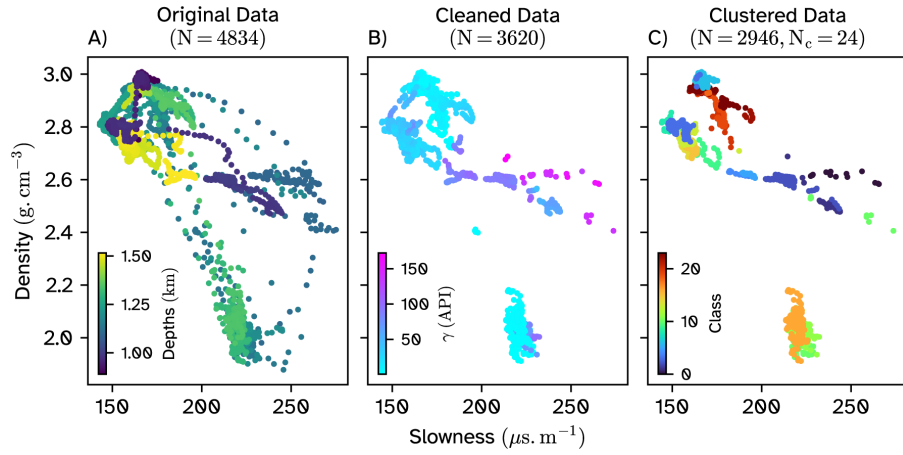 Original Data
A) (N = 4834)
Cleaned Data
B) (N = 3620)
Clustered Data
C) (N = 2946, N_c = 24)
Density (g. cm⁻³)
3.0
2.8
2.6
2.4
2.2
2.0
1.50
1.25
1.00
Depths (km)
150
100
50
γ (API)
20
10
0
Class
150 200 250
150 200 250
150 200 250
Slowness (μs. m⁻¹)